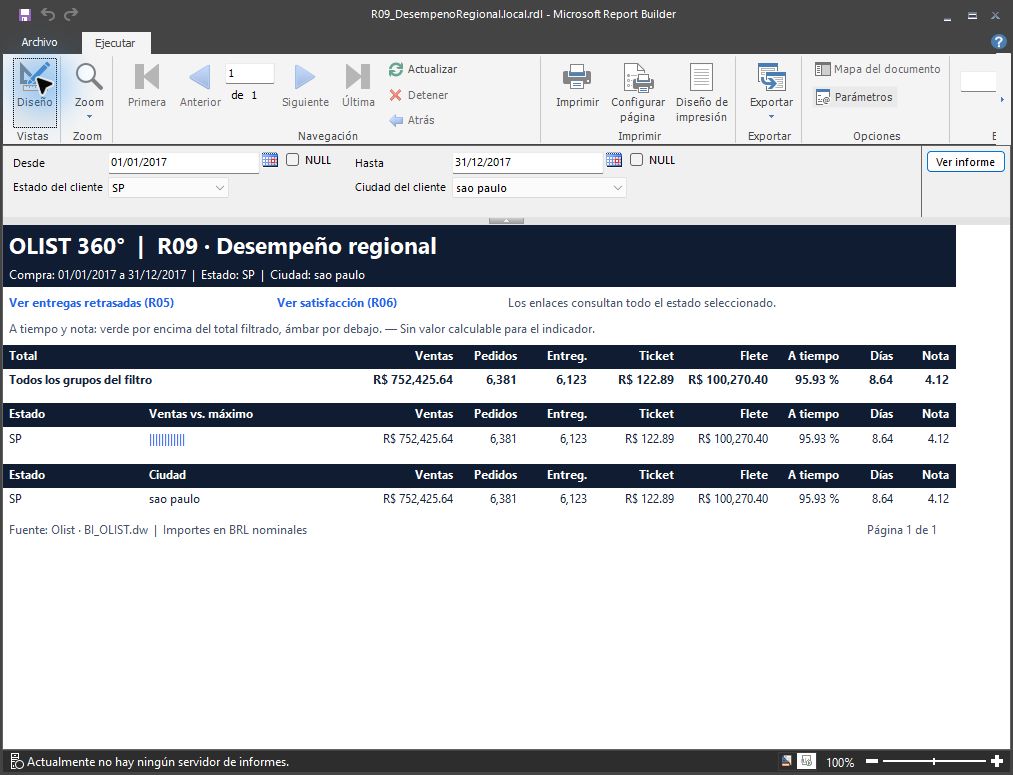 R09_DesempenoRegional.local.rdl - Microsoft Report Builder
Archivo Ejecutar
Diseño Zoom Primera Anterior 1 de 1 Siguiente Última Actualizar Detener Atrás Imprimir Configurar página Diseño de impresión Exportar Mapa del documento Parámetros
Vistas Zoom Navegación Imprimir Exportar Opciones E
Desde 01/01/2017 NULL Hasta 31/12/2017 NULL Ver informe
Estado del cliente SP Ciudad del cliente sao paulo
OLIST 360° | R09 · Desempeño regional
Compra: 01/01/2017 a 31/12/2017 | Estado: SP | Ciudad: sao paulo
Ver entregas retrasadas (R05) Ver satisfacción (R06) Los enlaces consultan todo el estado seleccionado.
A tiempo y nota: verde por encima del total filtrado, ámbar por debajo. — Sin valor calculable para el indicador.
Total Ventas Pedidos Entreg. Ticket Flete A tiempo Días Nota
Todos los grupos del filtro R$ 752,425.64 6,381 6,123 R$ 122.89 R$ 100,270.40 95.93 % 8.64 4.12
Estado Ventas vs. máximo Ventas Pedidos Entreg. Ticket Flete A tiempo Días Nota
SP |||||||||||| R$ 752,425.64 6,381 6,123 R$ 122.89 R$ 100,270.40 95.93 % 8.64 4.12
Estado Ciudad Ventas Pedidos Entreg. Ticket Flete A tiempo Días Nota
SP sao paulo R$ 752,425.64 6,381 6,123 R$ 122.89 R$ 100,270.40 95.93 % 8.64 4.12
Fuente: Olist · BI_OLIST.dw | Importes en BRL nominales Página 1 de 1
Actualmente no hay ningún servidor de informes. 100%